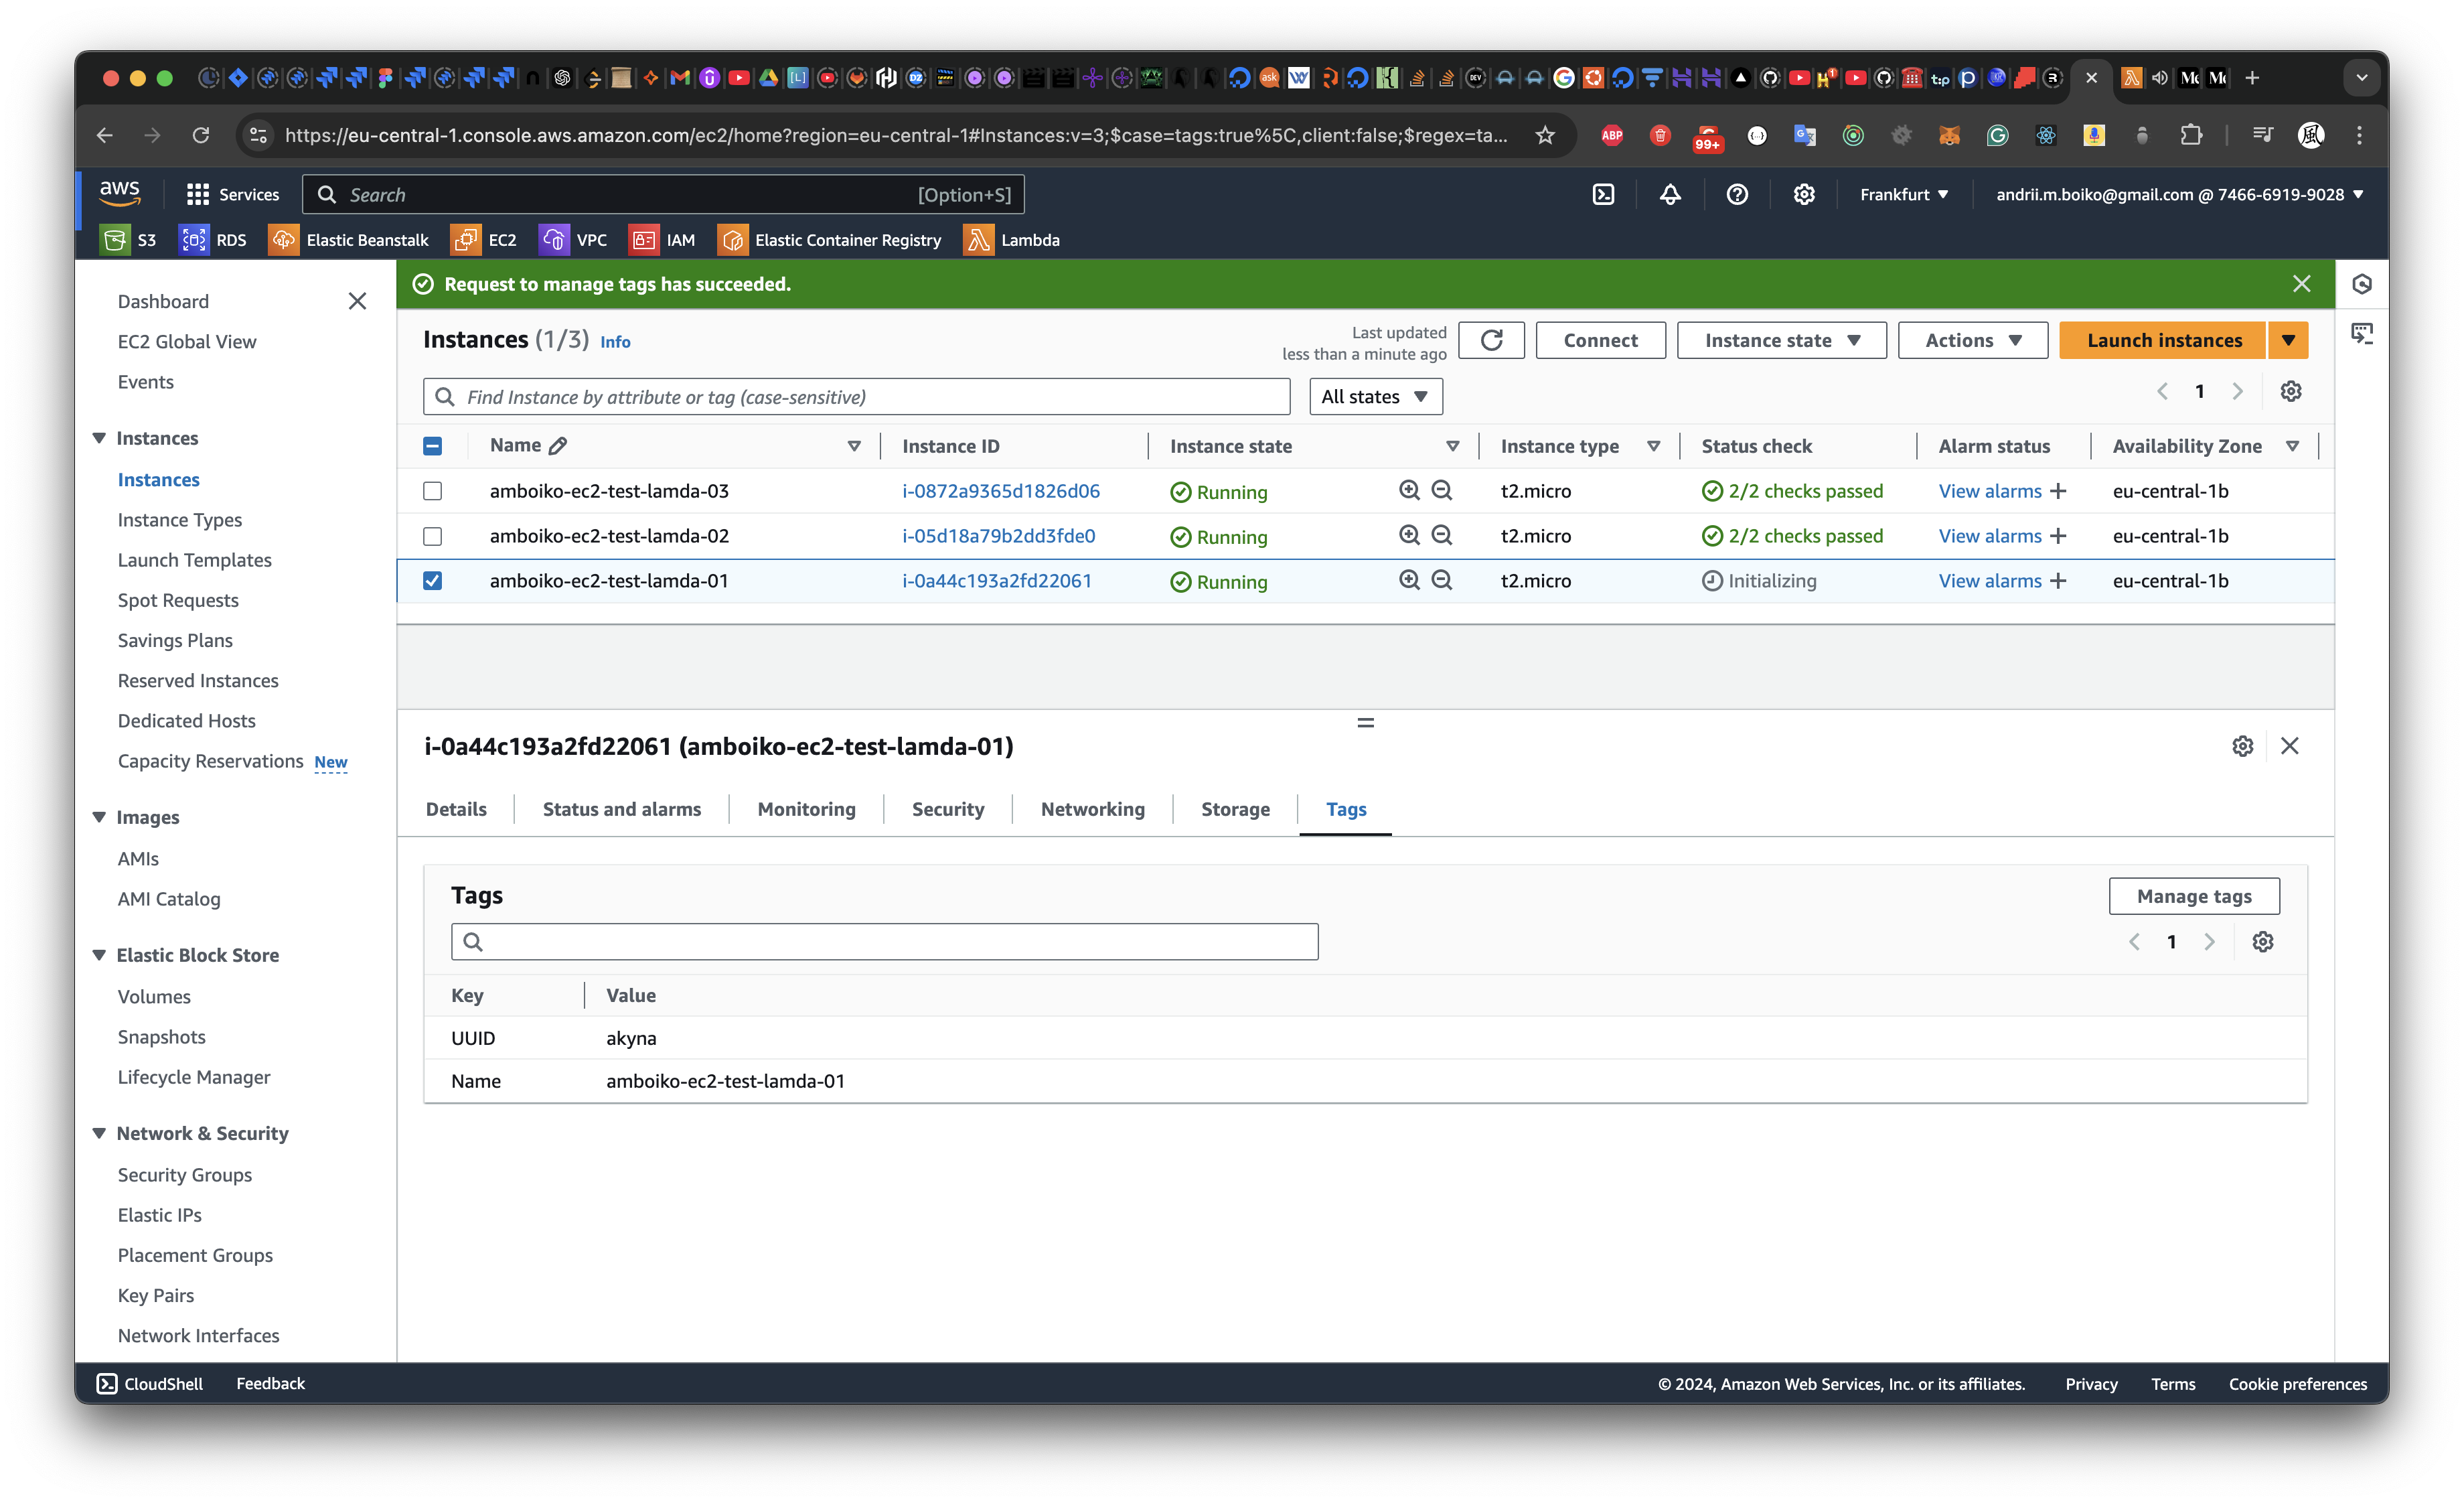 https://eu-central-1.console.aws.amazon.com/ec2/home?region=eu-central-1#Instances:v=3;$case=tags:true%5C,client:false;$regex=ta...
ABP
99+
aws
Services
Search
[Option+S]
Frankfurt
andrii.m.boiko@gmail.com @ 7466-6919-9028
S3
RDS
Elastic Beanstalk
EC2
VPC
IAM
Elastic Container Registry
Lambda
Dashboard
EC2 Global View
Events
Instances
Instances
Instance Types
Launch Templates
Spot Requests
Savings Plans
Reserved Instances
Dedicated Hosts
Capacity Reservations New
Images
AMIs
AMI Catalog
Elastic Block Store
Volumes
Snapshots
Lifecycle Manager
Network & Security
Security Groups
Elastic IPs
Placement Groups
Key Pairs
Network Interfaces
Request to manage tags has succeeded.
Instances (1/3) Info
Last updated
less than a minute ago
Connect
Instance state
Actions
Launch instances
Find Instance by attribute or tag (case-sensitive)
All states
1
Name Instance ID Instance state Instance type Status check Alarm status Availability Zone
amboiko-ec2-test-lamda-03 i-0872a9365d1826d06 Running t2.micro 2/2 checks passed View alarms + eu-central-1b
amboiko-ec2-test-lamda-02 i-05d18a79b2dd3fde0 Running t2.micro 2/2 checks passed View alarms + eu-central-1b
amboiko-ec2-test-lamda-01 i-0a44c193a2fd22061 Running t2.micro Initializing View alarms + eu-central-1b
i-0a44c193a2fd22061 (amboiko-ec2-test-lamda-01)
Details
Status and alarms
Monitoring
Security
Networking
Storage
Tags
Tags
Manage tags
1
Key Value
UUID akyna
Name amboiko-ec2-test-lamda-01
CloudShell
Feedback
© 2024, Amazon Web Services, Inc. or its affiliates.
Privacy
Terms
Cookie preferences